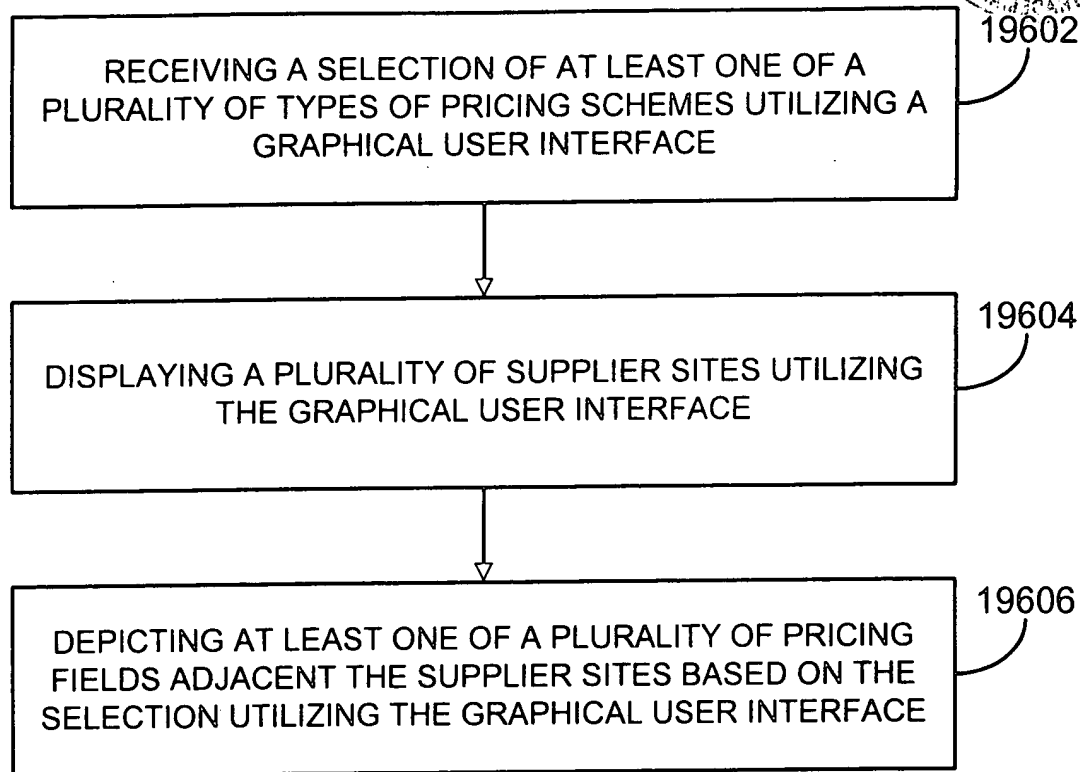 19602
RECEIVING A SELECTION OF AT LEAST ONE OF A
PLURALITY OF TYPES OF PRICING SCHEMES UTILIZING A
GRAPHICAL USER INTERFACE
19604
DISPLAYING A PLURALITY OF SUPPLIER SITES UTILIZING
THE GRAPHICAL USER INTERFACE
19606
DEPICTING AT LEAST ONE OF A PLURALITY OF PRICING
FIELDS ADJACENT THE SUPPLIER SITES BASED ON THE
SELECTION UTILIZING THE GRAPHICAL USER INTERFACE